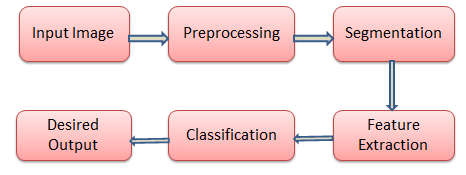 Input Image
Preprocessing
Segmentation
Feature
Extraction
Classification
Desired
Output